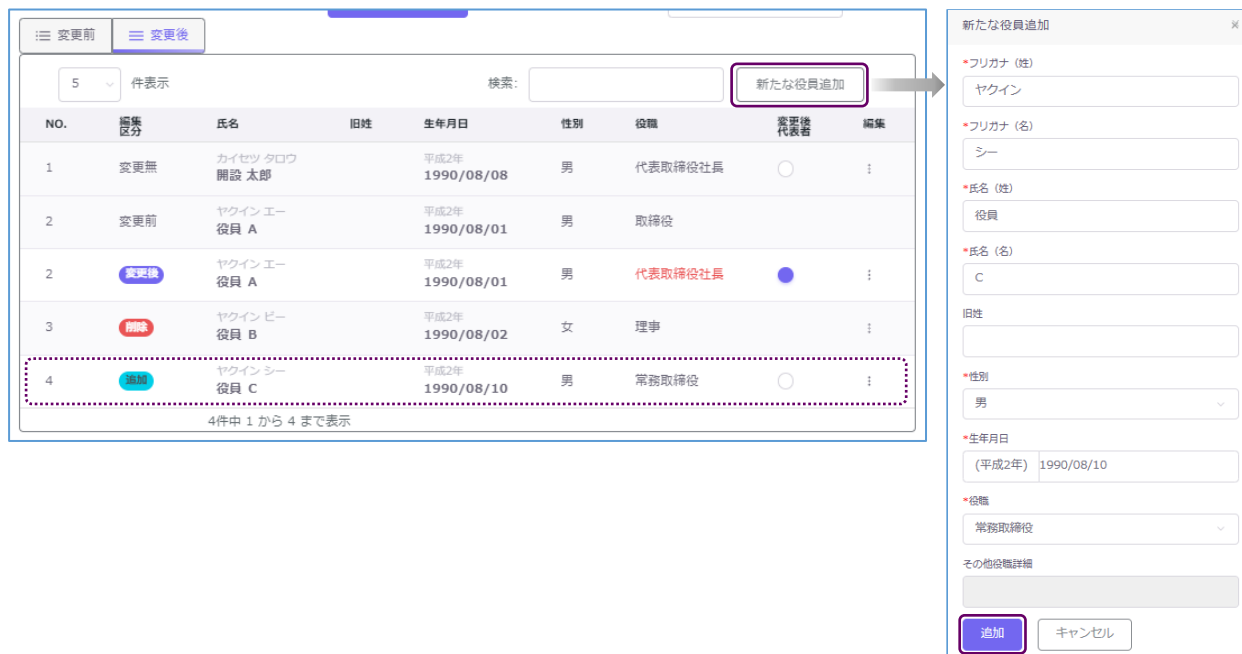 変更前
変更後
5
件表示
検索:
新たな役員追加
NO.
編集
区分
氏名
旧姓
生年月日
性別
役職
変更後
代表者
編集
1
変更無
カイセツ タロウ
開設 太郎
平成2年
1990/08/08
男
代表取締役社長
2
変更前
ヤクイン エー
役員 A
平成2年
1990/08/01
男
取締役
2
変更後
ヤクイン エー
役員 A
平成2年
1990/08/01
男
代表取締役社長
3
削除
ヤクイン ビー
役員 B
平成2年
1990/08/02
女
理事
4
追加
ヤクイン シー
役員 C
平成2年
1990/08/10
男
常務取締役
4件中 1 から 4 まで表示
新たな役員追加
*フリガナ（姓）
ヤクイン
*フリガナ（名）
シー
*氏名（姓）
役員
*氏名（名）
C
旧姓
*性別
男
*生年月日
(平成2年) 1990/08/10
*役職
常務取締役
その他役職詳細
追加
キャンセル